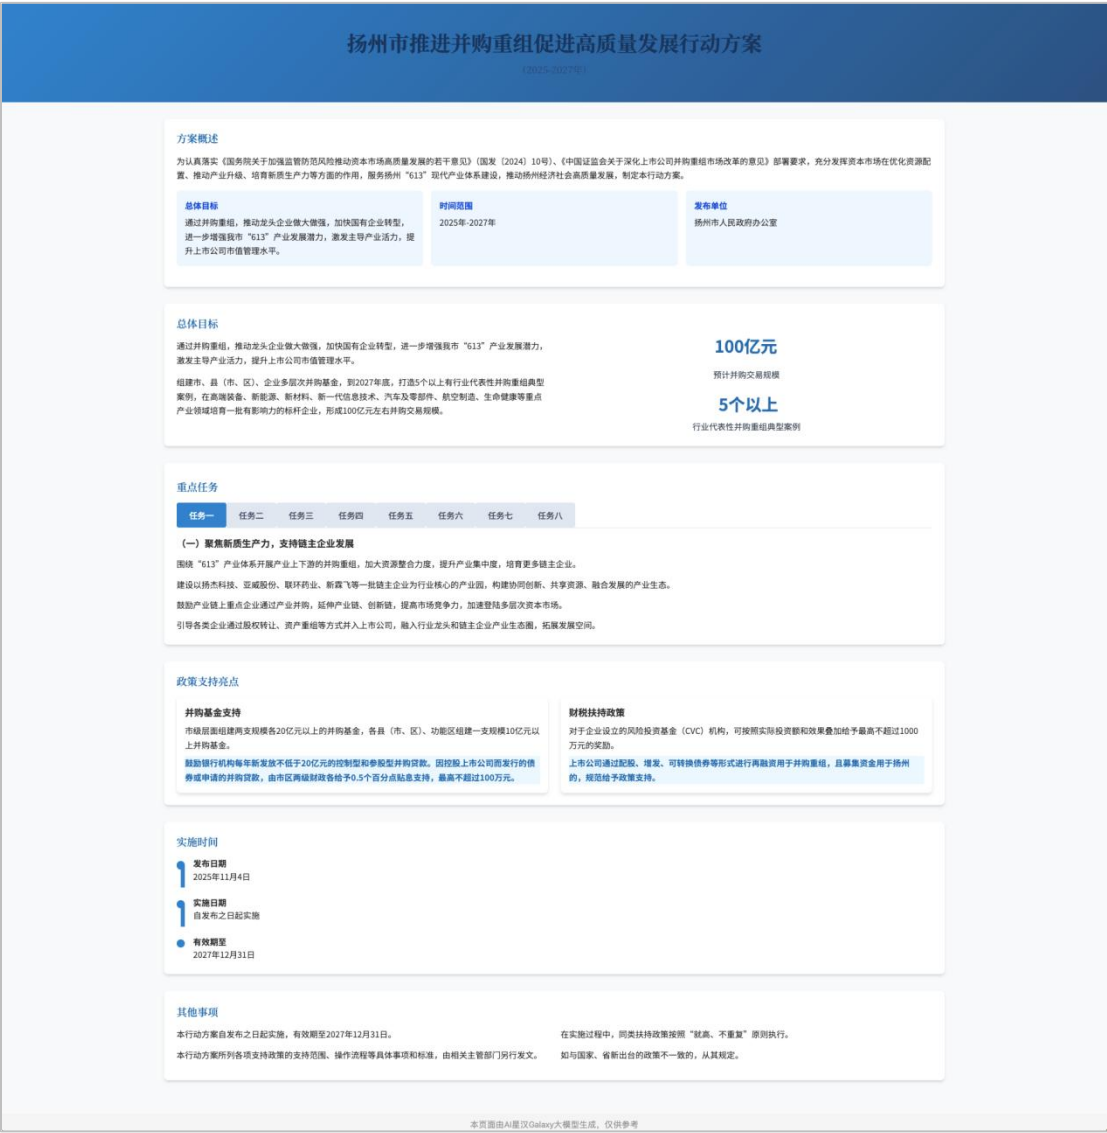 扬州市推进并购重组促进高质量发展行动方案
(2025-2027年)
方案概述
为认真落实《国务院关于加强监管防范风险推动资本市场高质量发展的若干意见》（国发〔2024〕10号）、《中国证监会关于深化上市公司并购重组市场改革的意见》部署要求，充分发挥资本市场在优化资源配
置、推动产业升级、培育新质生产力等方面的作用，服务扬州“613”现代产业体系建设，推动扬州经济社会高质量发展，制定本行动方案。
总体目标
通过并购重组，推动龙头企业做大做强，加快国有企业转型，
进一步增强我市“613”产业发展潜力，激发主导产业活力，提
升上市公司市值管理水平。
时间范围
2025年-2027年
发布单位
扬州市人民政府办公室
总体目标
通过并购重组，推动龙头企业做大做强，加快国有企业转型，进一步增强我市“613”产业发展潜力，
激发主导产业活力，提升上市公司市值管理水平。
组建市、县（市、区）、企业多层次并购基金，到2027年底，打造5个以上有行业代表性并购重组典型
案例，在高端装备、新能源、新材料、新一代信息技术、汽车及零部件、航空制造、生命健康等重点
产业领域培育一批有影响力的标杆企业，形成100亿元左右并购交易规模。
100亿元
预计并购交易规模
5个以上
行业代表性并购重组典型案例
重点任务
任务一 任务二 任务三 任务四 任务五 任务六 任务七 任务八
（一）聚焦新质生产力，支持链主企业发展
围绕“613”产业体系开展产业上下游的并购重组，加大资源整合力度，提升产业集中度，培育更多链主企业。
建设以扬杰科技、亚威股份、联环药业、新霖飞等一批链主企业为行业核心的产业园，构建协同创新、共享资源、融合发展的产业生态。
鼓励产业链上重点企业通过产业并购，延伸产业链、创新链，提高市场竞争力，加速登陆多层次资本市场。
引导各类企业通过股权转让、资产重组等方式并入上市公司，融入行业龙头和链主企业产业生态圈，拓展发展空间。
政策支持亮点
并购基金支持
市级层面组建两支规模各20亿元以上的并购基金，各县（市、区）、功能区组建一支规模10亿元以
上并购基金。
鼓励银行机构每年新发放不低于20亿元的控制型和参股型并购贷款。因控股上市公司而发行的债
券或申请的并购贷款，由市区两级财政各给予0.5个百分点贴息支持，最高不超过100万元。
财税扶持政策
对于企业设立的风险投资基金（CVC）机构，可按照实际投资额和效果叠加给予最高不超过1000
万元的奖励。
上市公司通过配股、增发、可转换债券等形式进行再融资用于并购重组，且募集资金用于扬州
的，规范给予政策支持。
实施时间
发布日期
2025年11月4日
实施日期
自发布之日起实施
有效期至
2027年12月31日
其他事项
本行动方案自发布之日起实施，有效期至2027年12月31日。
本行动方案所列各项支持政策的支持范围、操作流程等具体事项和标准，由相关主管部门另行发文。
在实施过程中，同类扶持政策按照“就高、不重复”原则执行。
如与国家、省新出台的政策不一致的，从其规定。
本页面由AI星汉Galaxy大模型生成，仅供参考